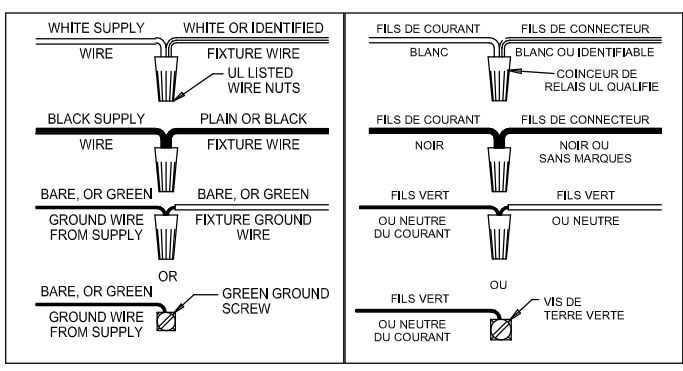 WHITE SUPPLY
WIRE
WHITE OR IDENTIFIED
FIXTURE WIRE
UL LISTED
WIRE NUTS
BLACK SUPPLY
WIRE
PLAIN OR BLACK
FIXTURE WIRE
BARE, OR GREEN
GROUND WIRE
FROM SUPPLY
BARE, OR GREEN
FIXTURE GROUND
WIRE
OR
BARE, OR GREEN
GROUND WIRE
FROM SUPPLY
GREEN GROUND
SCREW
FILS DE COURANT
BLANC
FILS DE CONNECTEUR
BLANC OU IDENTIFIABLE
COINCEUR DE
RELAIS UL QUALIFIE
FILS DE COURANT
NOIR
FILS DE CONNECTEUR
NOIR OU
SANS MARQUES
FILS VERT
OU NEUTRE
DU COURANT
FILS VERT
OU NEUTRE
OU
FILS VERT
OU NEUTRE
DU COURANT
VIS DE
TERRE VERTE